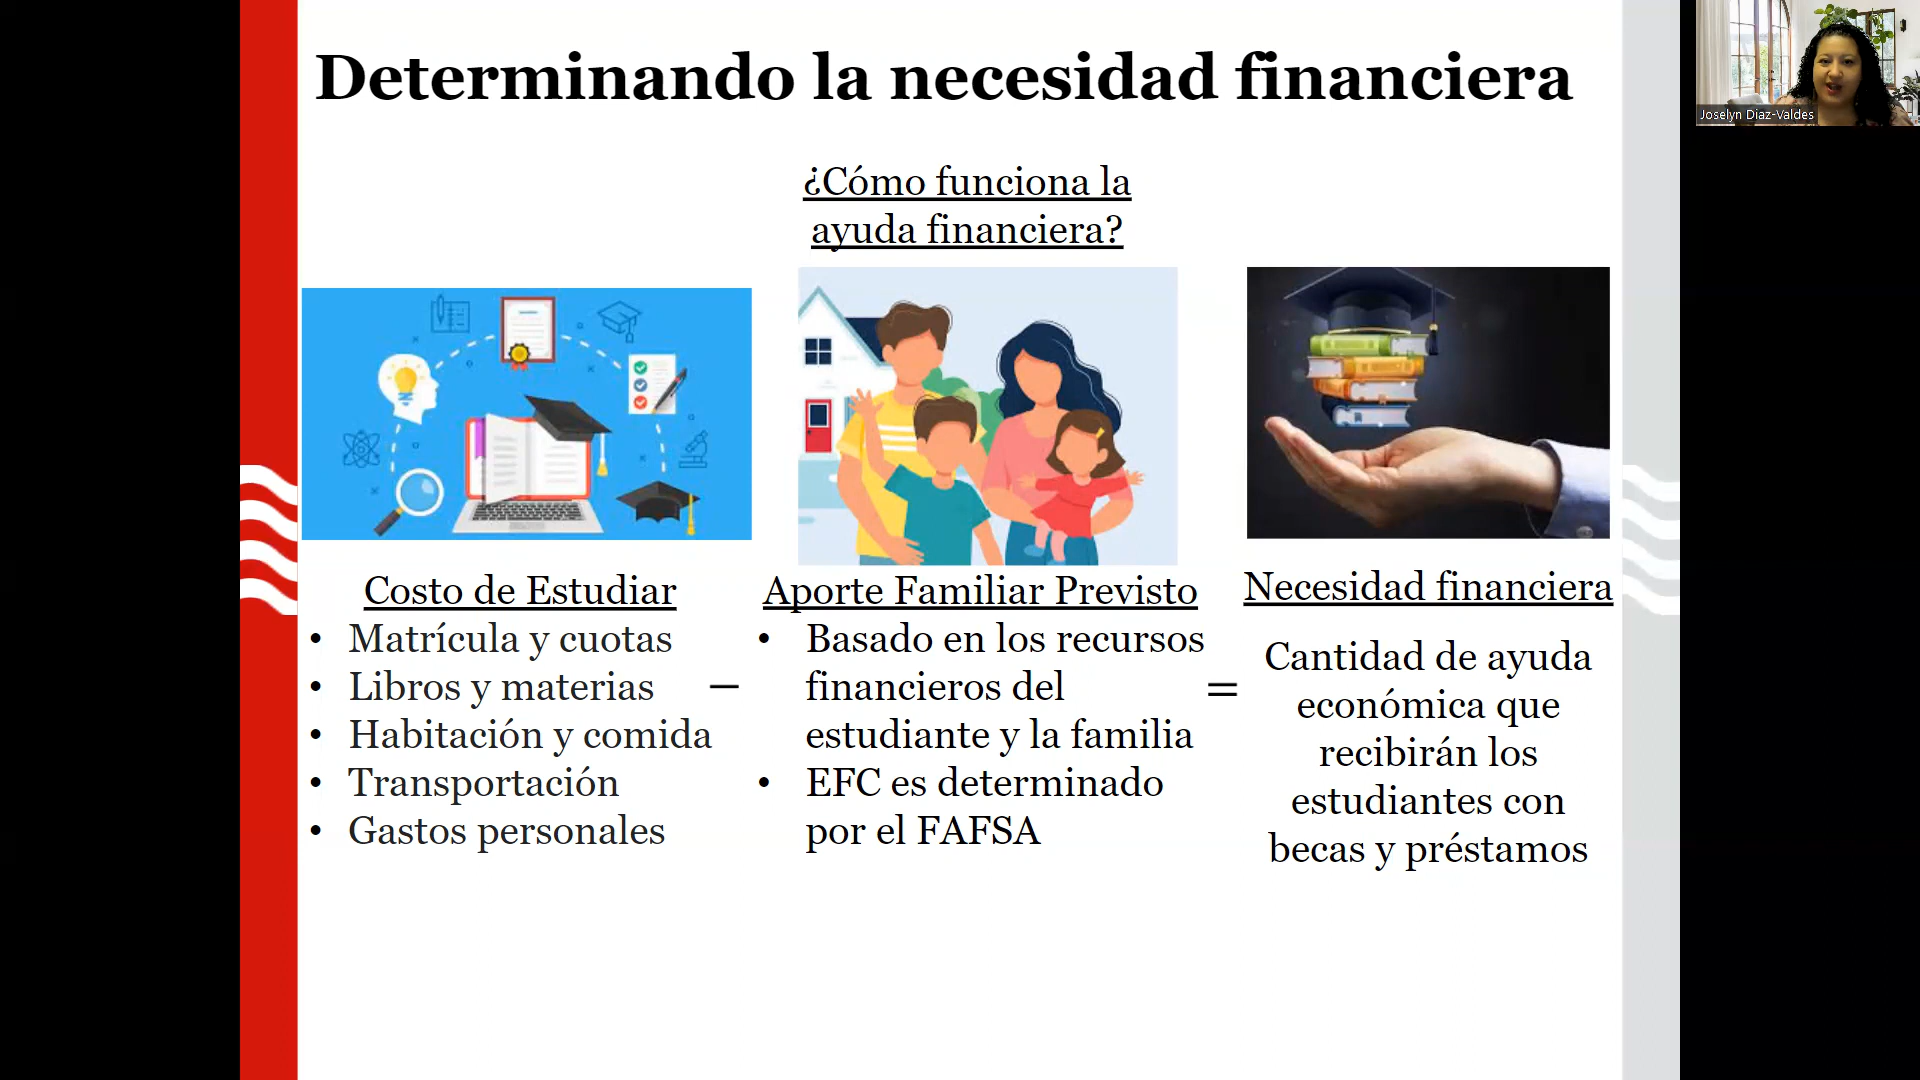 Determinando la necesidad financiera
Joselyn Diaz-Valdes
¿Cómo funciona la
ayuda financiera?
Costo de Estudiar
• Matrícula y cuotas
• Libros y materias
• Habitación y comida
• Transportación
• Gastos personales
–
Aporte Familiar Previsto
• Basado en los recursos
financieros del
estudiante y la familia
• EFC es determinado
por el FAFSA
=
Necesidad financiera
Cantidad de ayuda
económica que
recibirán los
estudiantes con
becas y préstamos